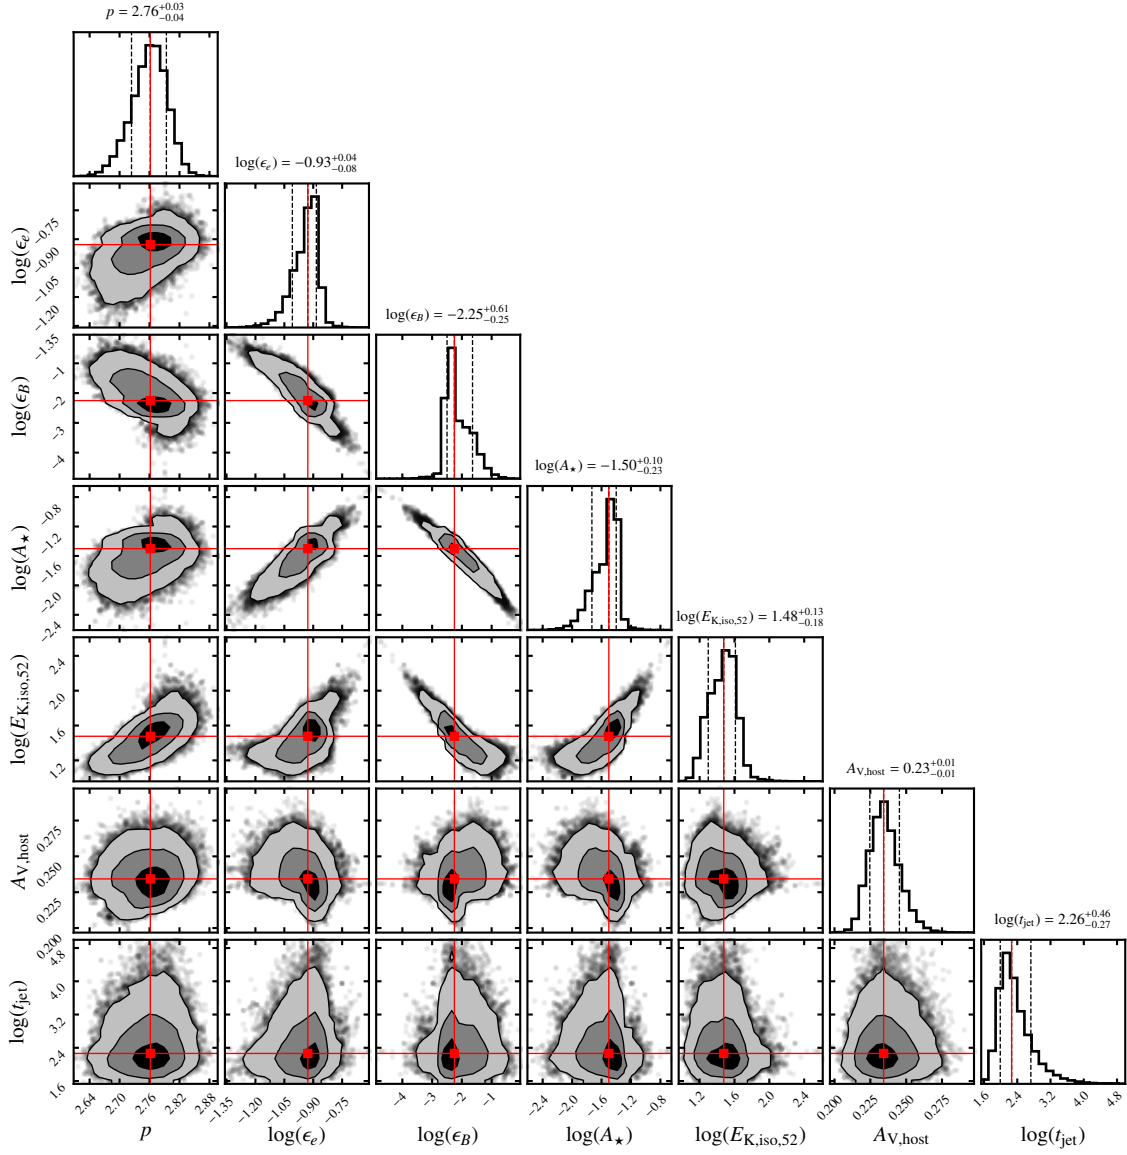 p = 2.76^{+0.03}_{-0.04}
log(ϵ_e) = −0.93^{+0.04}_{-0.08}
log(ϵ_e)
−0.75
−0.90
−1.05
−1.20
log(ϵ_B) = −2.25^{+0.61}_{-0.25}
log(ϵ_B)
−1.35
−1
−2
−3
−4
log(A_⋆) = −1.50^{+0.10}_{-0.23}
log(A_⋆)
−0.8
−1.2
−1.6
−2.0
−2.4
log(E_{K,iso,52}) = 1.48^{+0.13}_{-0.18}
log(E_{K,iso,52})
2.4
2.0
1.6
1.2
A_{V,host} = 0.23^{+0.01}_{-0.01}
A_{V,host}
0.275
0.250
0.225
0.200
log(t_{jet}) = 2.26^{+0.46}_{-0.27}
log(t_{jet})
4.8
4.0
3.2
2.4
1.6
2.64 2.70 2.76 2.82 2.88
−1.35 −1.20 −1.05 −0.90 −0.75
−4 −3 −2 −1
−2.4 −2.0 −1.6 −1.2 −0.8
1.2 1.6 2.0 2.4
0.200 0.225 0.250 0.275
1.6 2.4 3.2 4.0 4.8
p log(ϵ_e) log(ϵ_B) log(A_⋆) log(E_{K,iso,52}) A_{V,host} log(t_{jet})